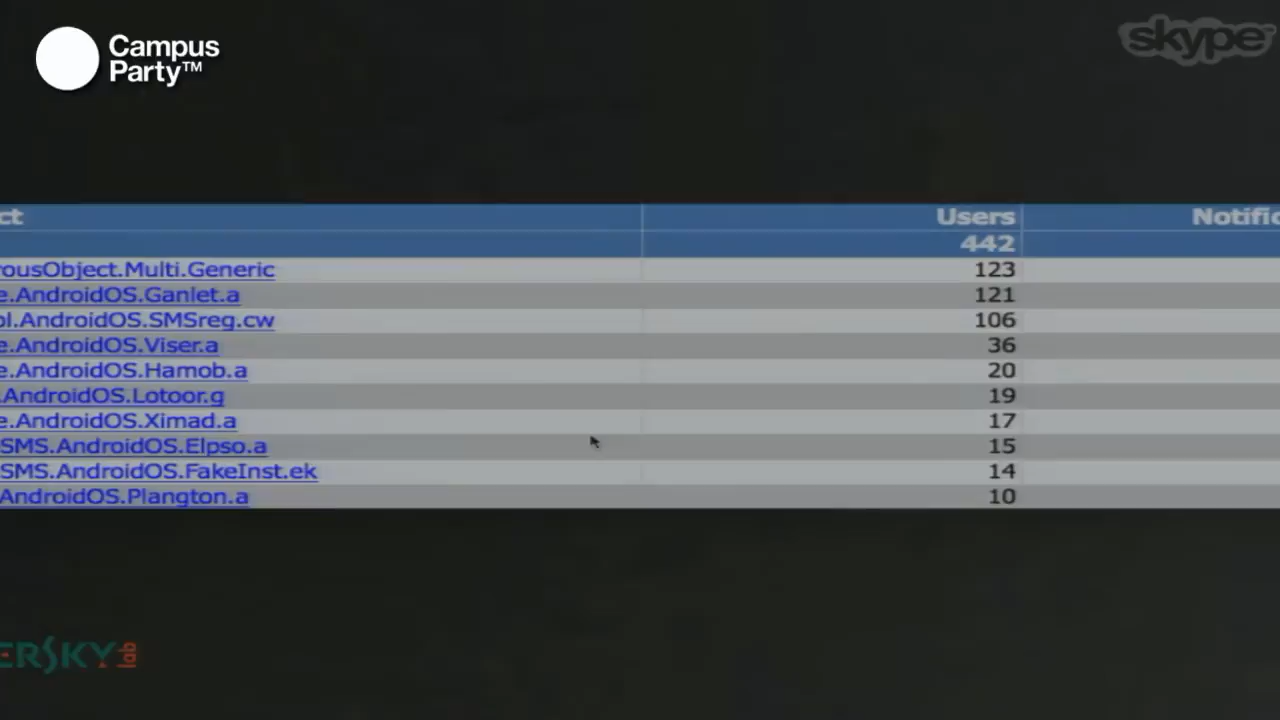 Campus
Party™
skype™
ct Users Notific
442
rousObject.Multi.Generic 123
e.AndroidOS.Ganlet.a 121
ol.AndroidOS.SMSreg.cw 106
e.AndroidOS.Viser.a 36
e.AndroidOS.Hamob.a 20
.AndroidOS.Lotoor.g 19
e.AndroidOS.Ximad.a 17
SMS.AndroidOS.Elpso.a 15
SMS.AndroidOS.FakeInst.ek 14
AndroidOS.Plangton.a 10
ERSKY lab